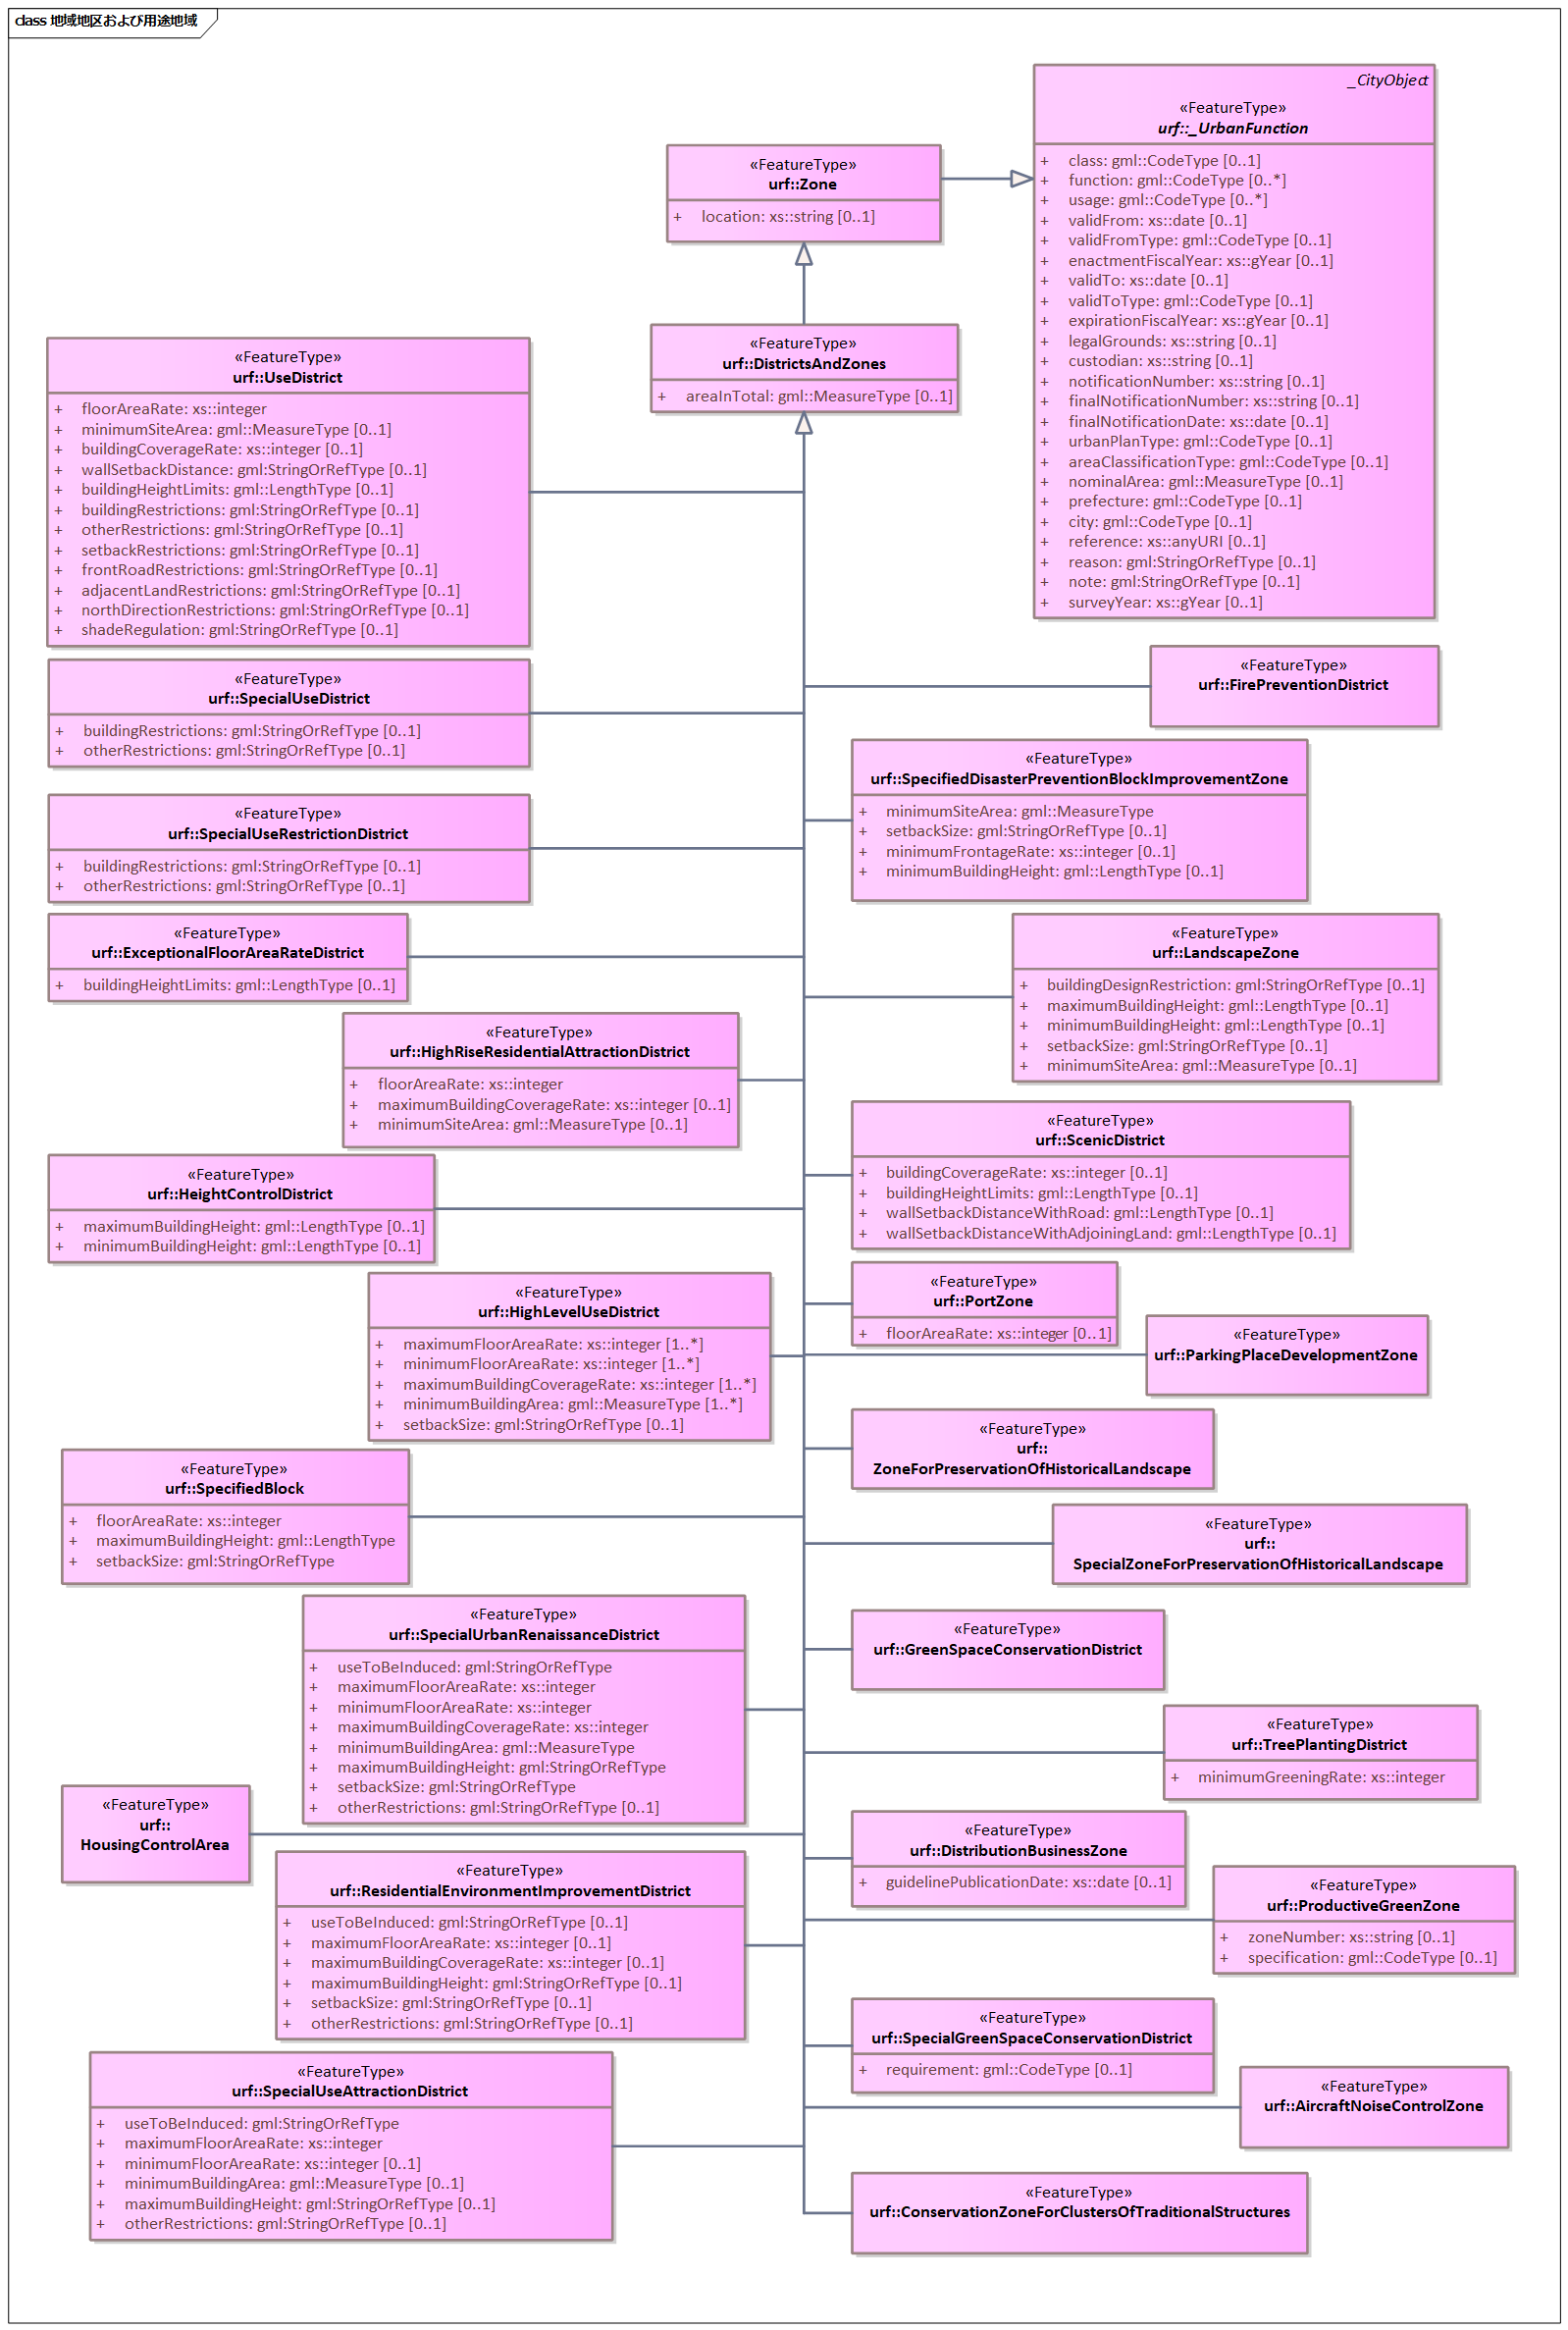 class 地域地区および用途地域
_CityObject
«FeatureType»
urf::_UrbanFunction
+ class: gml::CodeType [0..1]
+ function: gml::CodeType [0..*]
+ usage: gml::CodeType [0..*]
+ validFrom: xs::date [0..1]
+ validFromType: gml::CodeType [0..1]
+ enactmentFiscalYear: xs::gYear [0..1]
+ validTo: xs::date [0..1]
+ validToType: gml::CodeType [0..1]
+ expirationFiscalYear: xs::gYear [0..1]
+ legalGrounds: xs::string [0..1]
+ custodian: xs::string [0..1]
+ notificationNumber: xs::string [0..1]
+ finalNotificationNumber: xs::string [0..1]
+ finalNotificationDate: xs::date [0..1]
+ urbanPlanType: gml::CodeType [0..1]
+ areaClassificationType: gml::CodeType [0..1]
+ nominalArea: gml::MeasureType [0..1]
+ prefecture: gml::CodeType [0..1]
+ city: gml::CodeType [0..1]
+ reference: xs::anyURI [0..1]
+ reason: gml:StringOrRefType [0..1]
+ note: gml:StringOrRefType [0..1]
+ surveyYear: xs::gYear [0..1]
«FeatureType»
urf::Zone
+ location: xs::string [0..1]
«FeatureType»
urf::DistrictsAndZones
+ areaInTotal: gml::MeasureType [0..1]
«FeatureType»
urf::UseDistrict
+ floorAreaRate: xs::integer
+ minimumSiteArea: gml::MeasureType [0..1]
+ buildingCoverageRate: xs::integer [0..1]
+ wallSetbackDistance: gml:StringOrRefType [0..1]
+ buildingHeightLimits: gml::LengthType [0..1]
+ buildingRestrictions: gml:StringOrRefType [0..1]
+ otherRestrictions: gml:StringOrRefType [0..1]
+ setbackRestrictions: gml:StringOrRefType [0..1]
+ frontRoadRestrictions: gml:StringOrRefType [0..1]
+ adjacentLandRestrictions: gml:StringOrRefType [0..1]
+ northDirectionRestrictions: gml:StringOrRefType [0..1]
+ shadeRegulation: gml:StringOrRefType [0..1]
«FeatureType»
urf::FirePreventionDistrict
«FeatureType»
urf::SpecialUseDistrict
+ buildingRestrictions: gml:StringOrRefType [0..1]
+ otherRestrictions: gml:StringOrRefType [0..1]
«FeatureType»
urf::SpecifiedDisasterPreventionBlockImprovementZone
+ minimumSiteArea: gml::MeasureType
+ setbackSize: gml:StringOrRefType [0..1]
+ minimumFrontageRate: xs::integer [0..1]
+ minimumBuildingHeight: gml::LengthType [0..1]
«FeatureType»
urf::SpecialUseRestrictionDistrict
+ buildingRestrictions: gml:StringOrRefType [0..1]
+ otherRestrictions: gml:StringOrRefType [0..1]
«FeatureType»
urf::ExceptionalFloorAreaRateDistrict
+ buildingHeightLimits: gml::LengthType [0..1]
«FeatureType»
urf::LandscapeZone
+ buildingDesignRestriction: gml:StringOrRefType [0..1]
+ maximumBuildingHeight: gml::LengthType [0..1]
+ minimumBuildingHeight: gml::LengthType [0..1]
+ setbackSize: gml:StringOrRefType [0..1]
+ minimumSiteArea: gml::MeasureType [0..1]
«FeatureType»
urf::HighRiseResidentialAttractionDistrict
+ floorAreaRate: xs::integer
+ maximumBuildingCoverageRate: xs::integer [0..1]
+ minimumSiteArea: gml::MeasureType [0..1]
«FeatureType»
urf::ScenicDistrict
+ buildingCoverageRate: xs::integer [0..1]
+ buildingHeightLimits: gml::LengthType [0..1]
+ wallSetbackDistanceWithRoad: gml::LengthType [0..1]
+ wallSetbackDistanceWithAdjoiningLand: gml::LengthType [0..1]
«FeatureType»
urf::HeightControlDistrict
+ maximumBuildingHeight: gml::LengthType [0..1]
+ minimumBuildingHeight: gml::LengthType [0..1]
«FeatureType»
urf::PortZone
+ floorAreaRate: xs::integer [0..1]
«FeatureType»
urf::HighLevelUseDistrict
+ maximumFloorAreaRate: xs::integer [1..*]
+ minimumFloorAreaRate: xs::integer [1..*]
+ maximumBuildingCoverageRate: xs::integer [1..*]
+ minimumBuildingArea: gml::MeasureType [1..*]
+ setbackSize: gml:StringOrRefType [0..1]
«FeatureType»
urf::ParkingPlaceDevelopmentZone
«FeatureType»
urf::
ZoneForPreservationOfHistoricalLandscape
«FeatureType»
urf::SpecifiedBlock
+ floorAreaRate: xs::integer
+ maximumBuildingHeight: gml::LengthType
+ setbackSize: gml:StringOrRefType
«FeatureType»
urf::
SpecialZoneForPreservationOfHistoricalLandscape
«FeatureType»
urf::SpecialUrbanRenaissanceDistrict
+ useToBeInduced: gml:StringOrRefType
+ maximumFloorAreaRate: xs::integer
+ minimumFloorAreaRate: xs::integer
+ maximumBuildingCoverageRate: xs::integer
+ minimumBuildingArea: gml::MeasureType
+ maximumBuildingHeight: gml:StringOrRefType
+ setbackSize: gml:StringOrRefType
+ otherRestrictions: gml:StringOrRefType [0..1]
«FeatureType»
urf::GreenSpaceConservationDistrict
«FeatureType»
urf::TreePlantingDistrict
+ minimumGreeningRate: xs::integer
«FeatureType»
urf::
HousingControlArea
«FeatureType»
urf::DistributionBusinessZone
+ guidelinePublicationDate: xs::date [0..1]
«FeatureType»
urf::ResidentialEnvironmentImprovementDistrict
+ useToBeInduced: gml:StringOrRefType [0..1]
+ maximumFloorAreaRate: xs::integer [0..1]
+ maximumBuildingCoverageRate: xs::integer [0..1]
+ maximumBuildingHeight: gml:StringOrRefType [0..1]
+ setbackSize: gml:StringOrRefType [0..1]
+ otherRestrictions: gml:StringOrRefType [0..1]
«FeatureType»
urf::ProductiveGreenZone
+ zoneNumber: xs::string [0..1]
+ specification: gml::CodeType [0..1]
«FeatureType»
urf::SpecialGreenSpaceConservationDistrict
+ requirement: gml::CodeType [0..1]
«FeatureType»
urf::SpecialUseAttractionDistrict
+ useToBeInduced: gml:StringOrRefType
+ maximumFloorAreaRate: xs::integer
+ minimumFloorAreaRate: xs::integer [0..1]
+ minimumBuildingArea: gml::MeasureType [0..1]
+ maximumBuildingHeight: gml:StringOrRefType [0..1]
+ otherRestrictions: gml:StringOrRefType [0..1]
«FeatureType»
urf::AircraftNoiseControlZone
«FeatureType»
urf::ConservationZoneForClustersOfTraditionalStructures